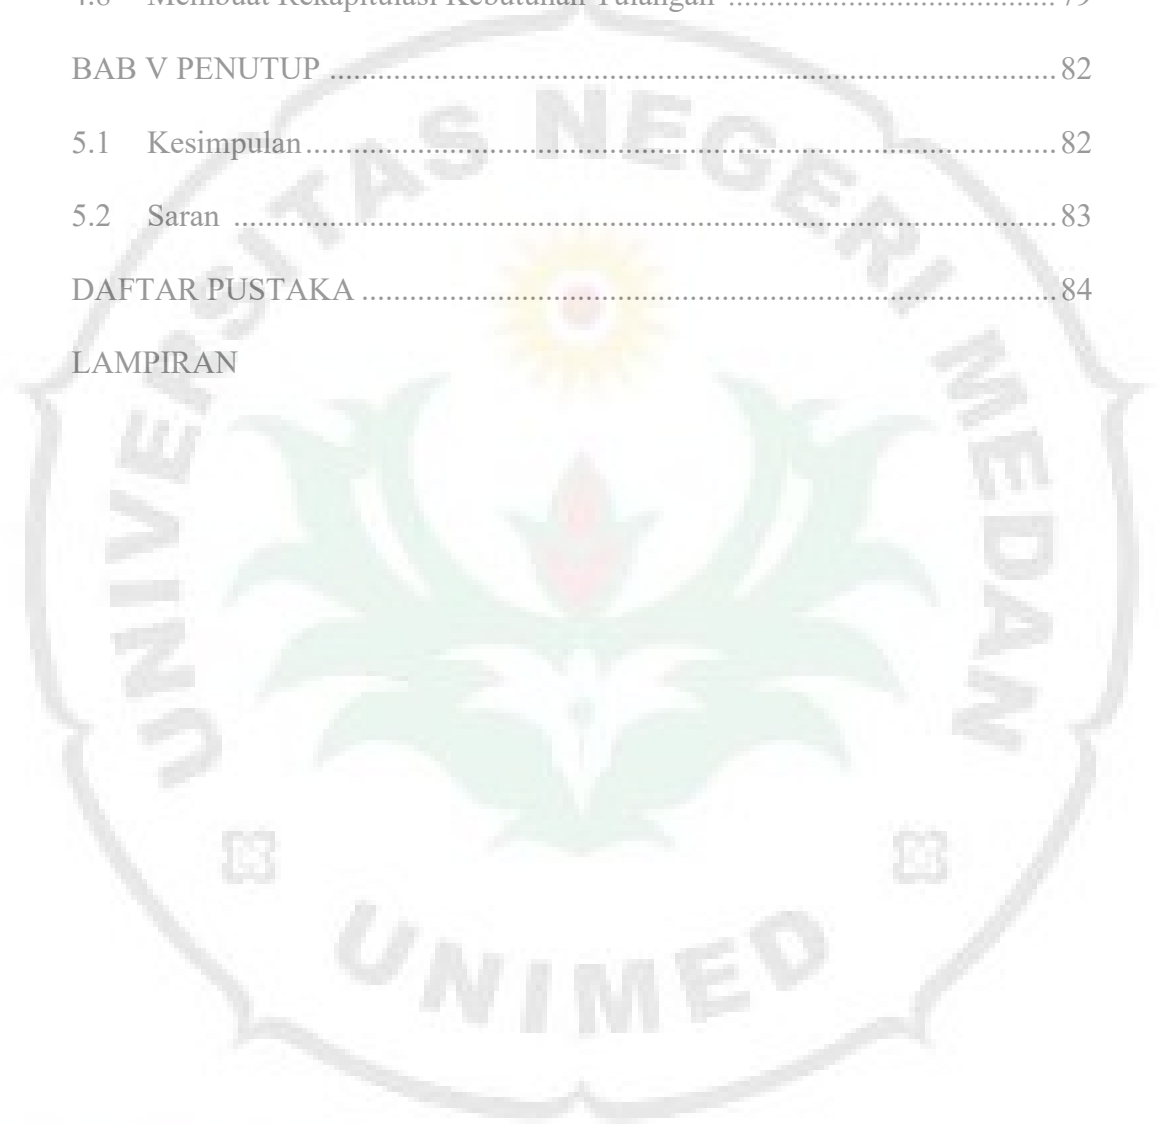 Membuat Rekapitulasi Kebutuhan Tulangan ........................................ 79
BAB V PENUTUP ............................................................................................ 82
5.1 Kesimpulan ............................................................................................... 82
5.2 Saran ........................................................................................................ 83
DAFTAR PUSTAKA ........................................................................................ 84
LAMPIRAN
UNIVERSITAS NEGERI MEDAN
UNIMED